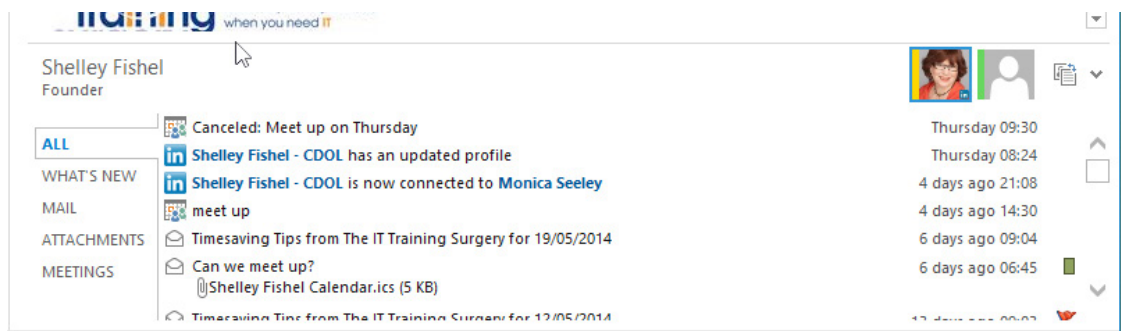 Training
when you need IT
Shelley Fishel
Founder
ALL
WHAT'S NEW
MAIL
ATTACHMENTS
MEETINGS
Canceled: Meet up on Thursday Thursday 09:30
Shelley Fishel - CDOL has an updated profile Thursday 08:24
Shelley Fishel - CDOL is now connected to Monica Seeley 4 days ago 21:08
meet up 4 days ago 14:30
Timesaving Tips from The IT Training Surgery for 19/05/2014 6 days ago 09:04
Can we meet up? 6 days ago 06:45
Shelley Fishel Calendar.ics (5 KB)
Timesaving Tips from The IT Training Surgery for 12/05/2014 days ago